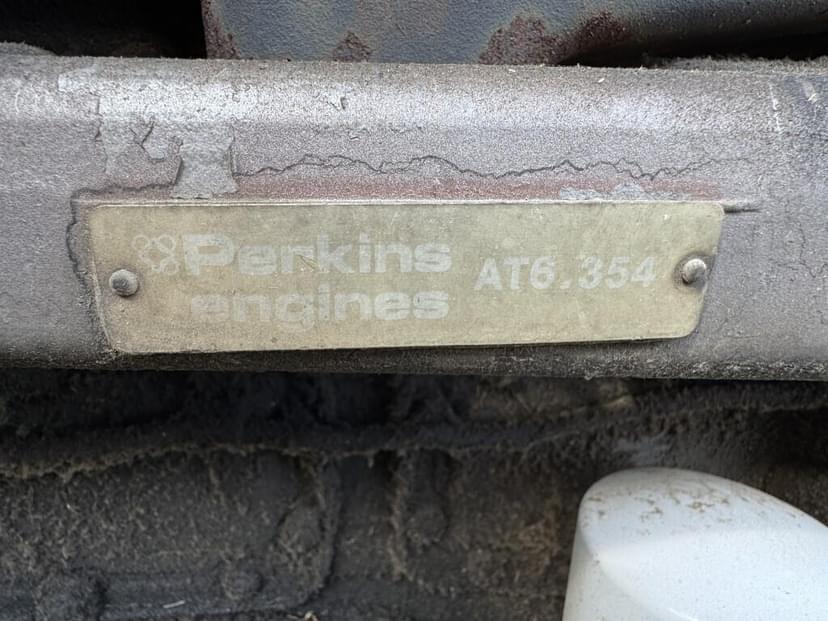 Perkins
engines
AT6.354